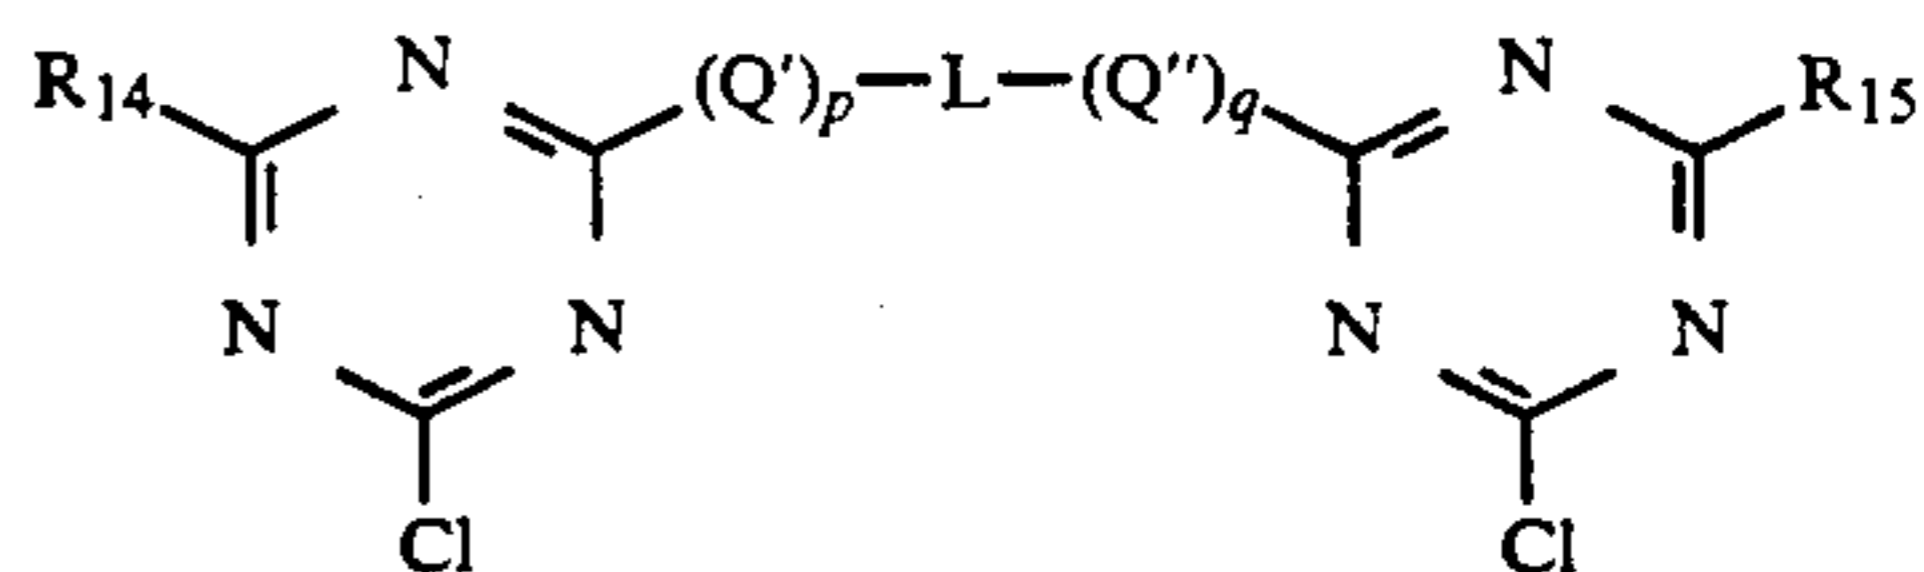 R14 N (Q')p—L—(Q'')q N R15
N N N N
Cl Cl